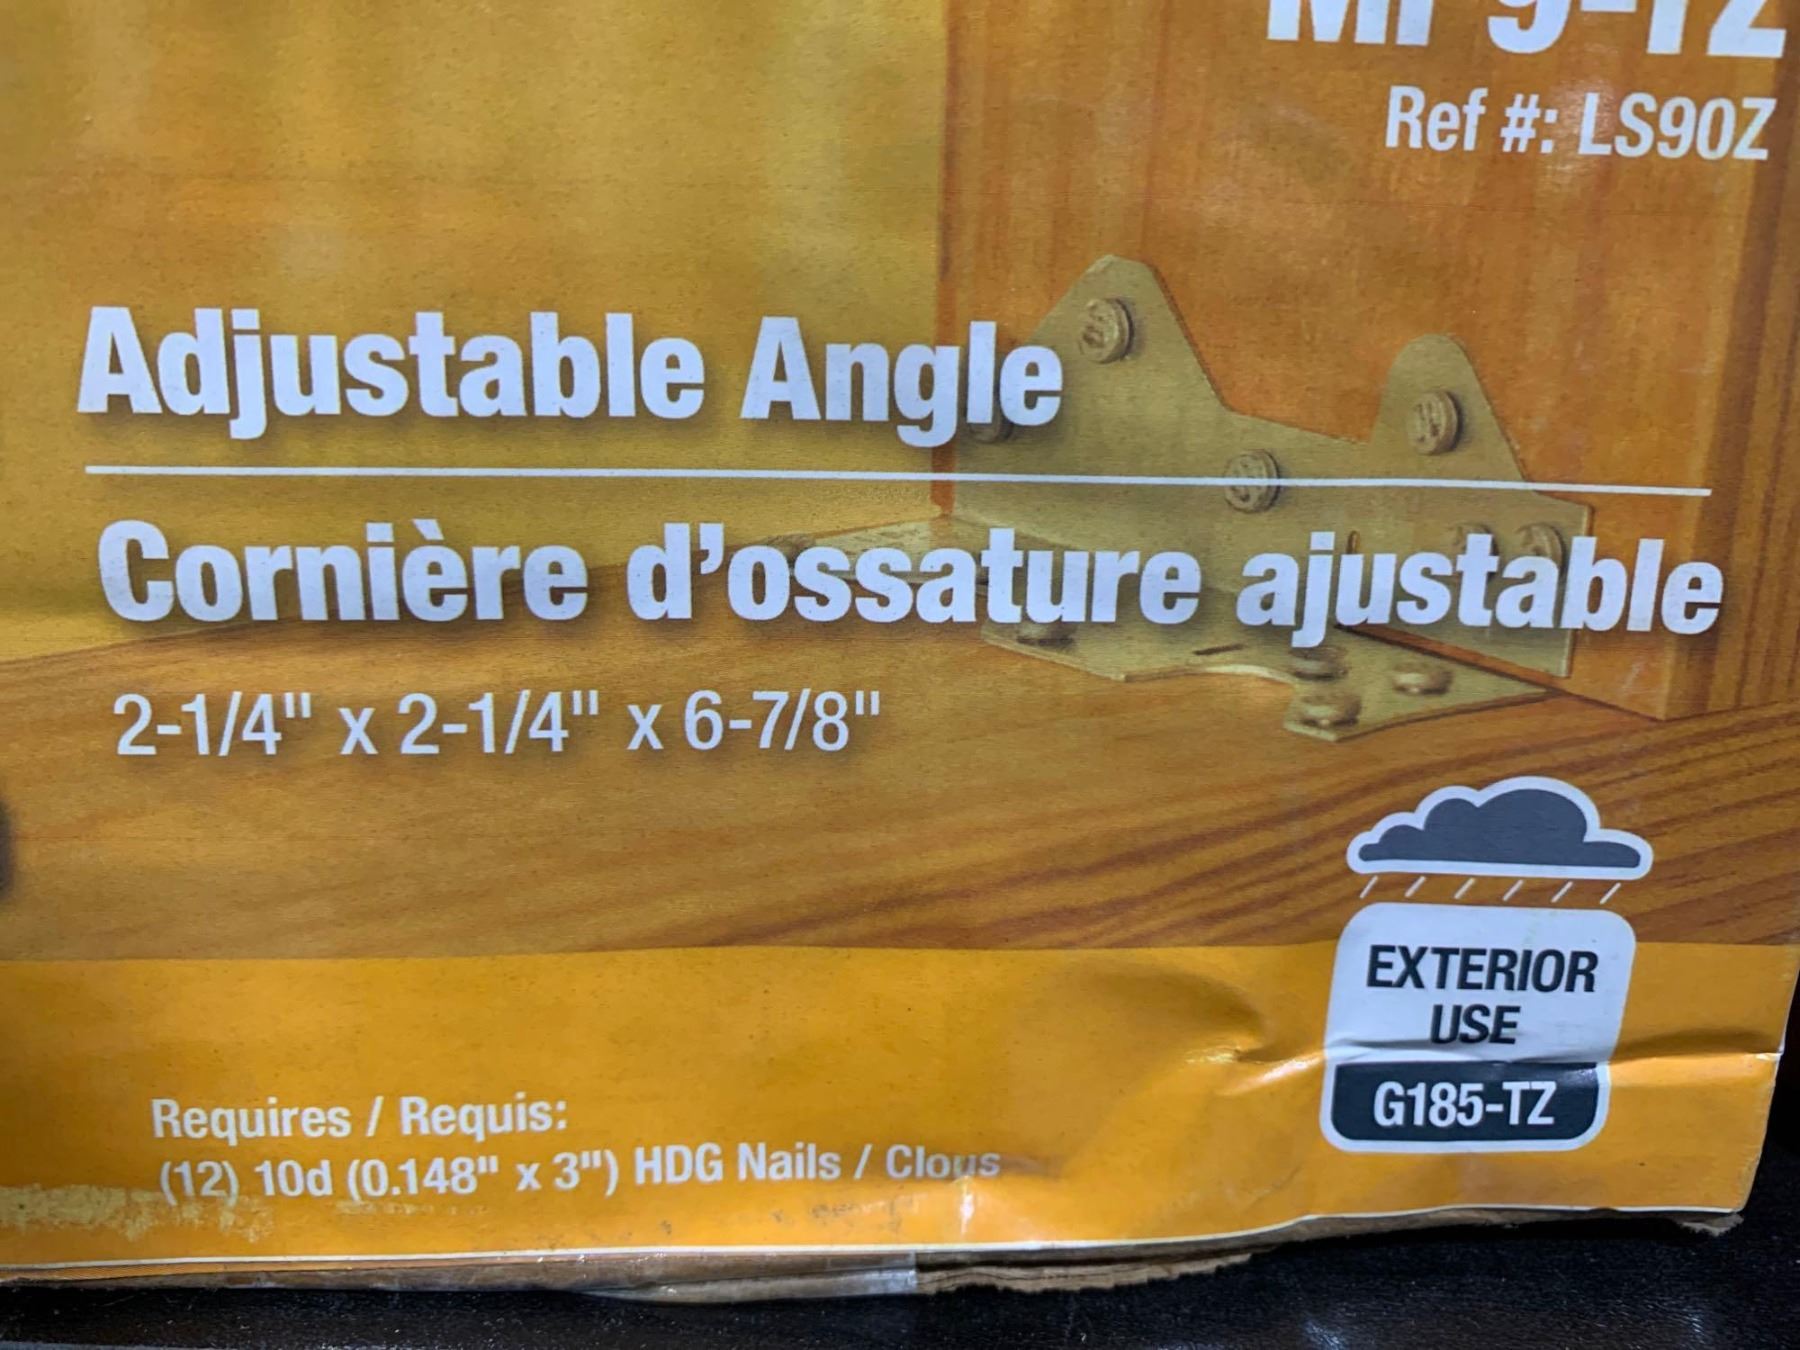 Ref #: LS90Z
Adjustable Angle
Cornière d'ossature ajustable
2-1/4" x 2-1/4" x 6-7/8"
EXTERIOR
USE
G185-TZ
Requires / Requis:
(12) 10d (0.148" x 3") HDG Nails / Clous